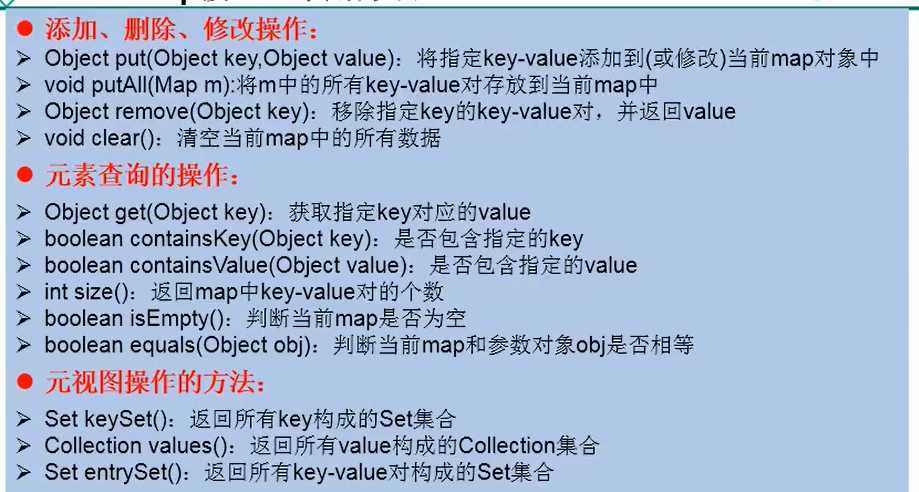 添加、删除、修改操作：
Object put(Object key,Object value)：将指定key-value添加到(或修改)当前map对象中
void putAll(Map m):将m中的所有key-value对存放到当前map中
Object remove(Object key)：移除指定key的key-value对，并返回value
void clear()：清空当前map中的所有数据
元素查询的操作：
Object get(Object key)：获取指定key对应的value
boolean containsKey(Object key)：是否包含指定的key
boolean containsValue(Object value)：是否包含指定的value
int size()：返回map中key-value对的个数
boolean isEmpty()：判断当前map是否为空
boolean equals(Object obj)：判断当前map和参数对象obj是否相等
元视图操作的方法：
Set keySet()：返回所有key构成的Set集合
Collection values()：返回所有value构成的Collection集合
Set entrySet()：返回所有key-value对构成的Set集合